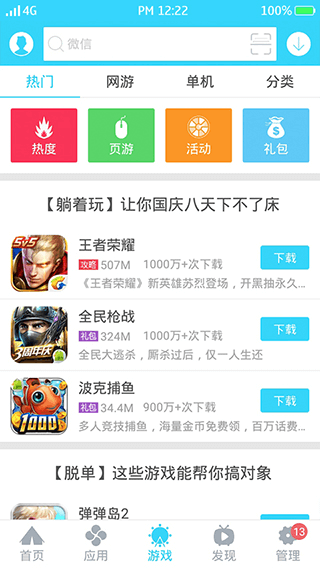 4G PM 12:22 100%
微信
热门 网游 单机 分类
热度 页游 活动 礼包
【躺着玩】让你国庆八天下不了床
5v5
王者荣耀
攻略 507M 1000万+次下载
下载
《王者荣耀》新英雄苏烈登场，开黑抽永久...
3周年庆
全民枪战
礼包 324M 1000万+次下载
下载
全民大逃杀，厮杀过后，仅一人生还
1000
波克捕鱼
礼包 34.4M 900万+次下载
下载
多人竞技捕鱼，海量金币免费领，百万话费...
【脱单】这些游戏能帮你搞对象
弹弹岛2
首页 应用 游戏 发现 管理
13